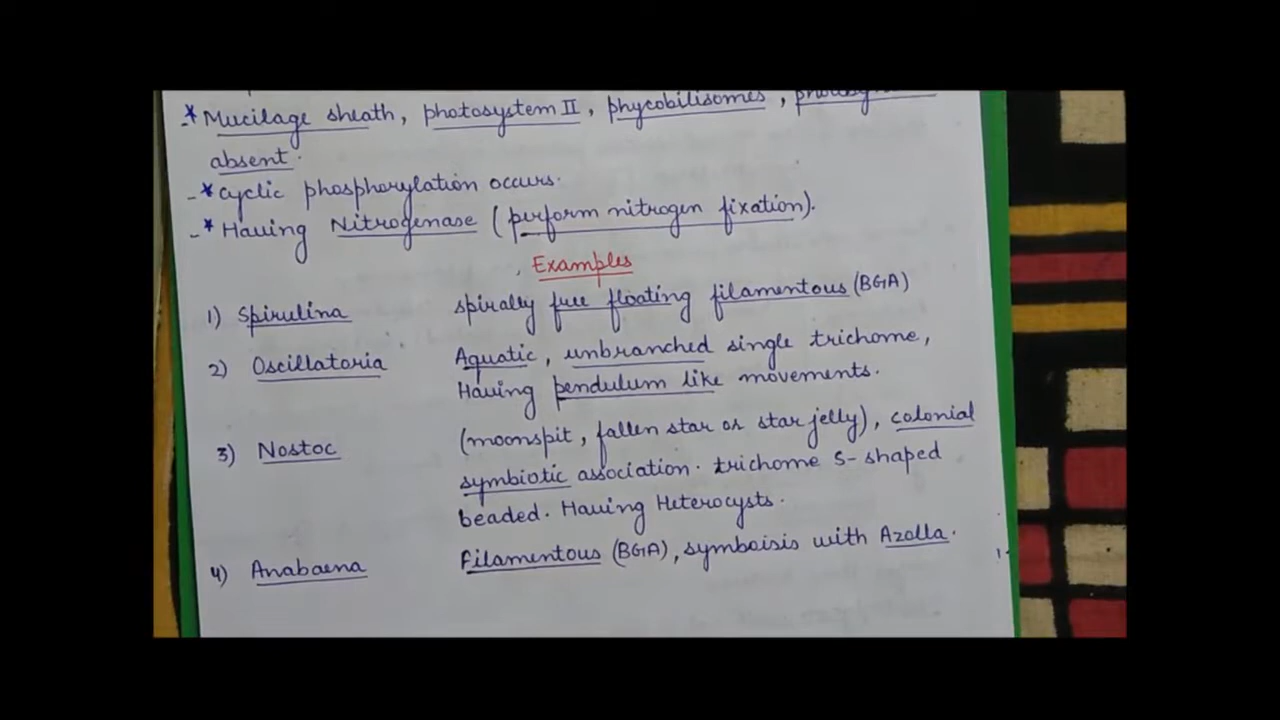 * Mucilage sheath, photosystem II, phycobilisomes,
absent.
* cyclic phosphorylation occurs.
* Having Nitrogenase (perform nitrogen fixation).
Examples
1) Spirulina spirally free floating filamentous (BGA)
2) Oscillatoria Aquatic, unbranched single trichome,
Having pendulum like movements.
3) Nostoc (moonspit, fallen star or star jelly), colonial
symbiotic association. trichome S-shaped
beaded. Having Heterocysts.
4) Anabaena Filamentous (BGA), symboisis with Azolla.